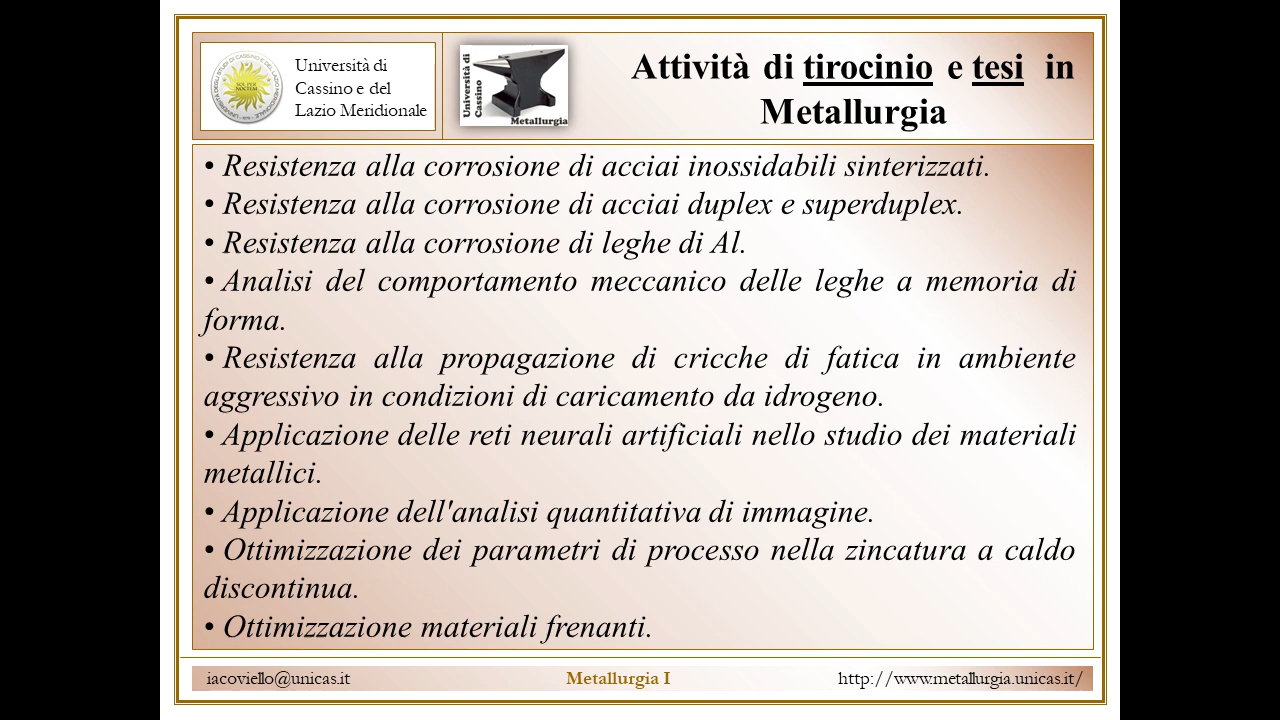 Università di
Cassino e del
Lazio Meridionale
Università di
Cassino
Metallurgia
Attività di tirocinio e tesi in
Metallurgia
• Resistenza alla corrosione di acciai inossidabili sinterizzati.
• Resistenza alla corrosione di acciai duplex e superduplex.
• Resistenza alla corrosione di leghe di Al.
• Analisi del comportamento meccanico delle leghe a memoria di
forma.
• Resistenza alla propagazione di cricche di fatica in ambiente
aggressivo in condizioni di caricamento da idrogeno.
• Applicazione delle reti neurali artificiali nello studio dei materiali
metallici.
• Applicazione dell'analisi quantitativa di immagine.
• Ottimizzazione dei parametri di processo nella zincatura a caldo
discontinua.
• Ottimizzazione materiali frenanti.
iacoviello@unicas.it
Metallurgia I
http://www.metallurgia.unicas.it/